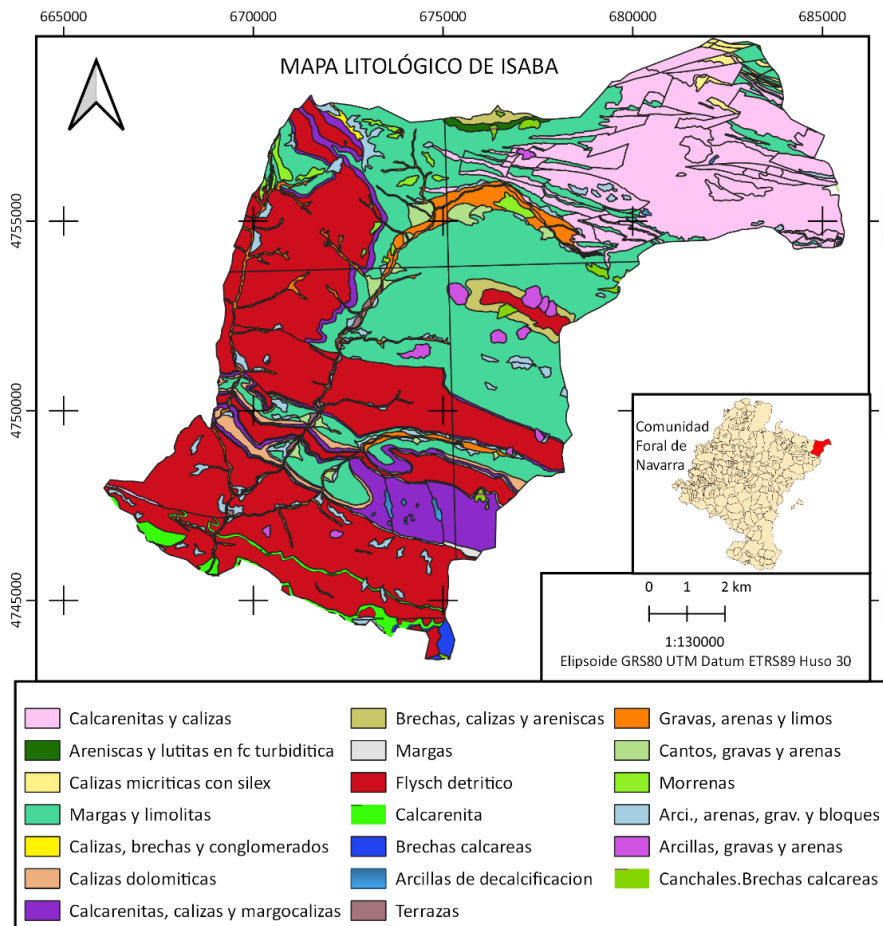 665000 670000 675000 680000 685000
MAPA LITOLÓGICO DE ISABA
4755000
4750000
4745000
Comunidad
Foral de
Navarra
0 1 2 km
1:130000
Elipsoide GRS80 UTM Datum ETRS89 Huso 30
Calcarenitas y calizas
Areniscas y lutitas en fc turbiditica
Calizas micriticas con silex
Margas y limolitas
Calizas, brechas y conglomerados
Calizas dolomiticas
Calcarenitas, calizas y margocalizas
Brechas, calizas y areniscas
Margas
Flysch detritico
Calcarenita
Brechas calcareas
Arcillas de decalcificacion
Terrazas
Gravas, arenas y limos
Cantos, gravas y arenas
Morrenas
Arci., arenas, grav. y bloques
Arcillas, gravas y arenas
Canchales.Brechas calcareas